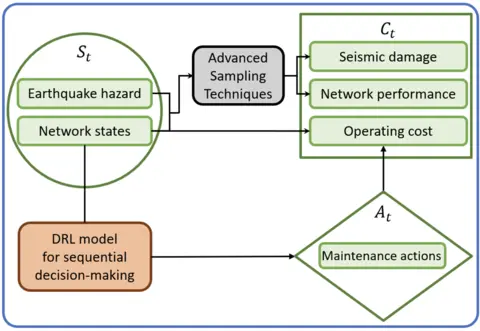 S_t
Earthquake hazard
Network states
Advanced
Sampling
Techniques
C_t
Seismic damage
Network performance
Operating cost
DRL model
for sequential
decision-making
A_t
Maintenance actions